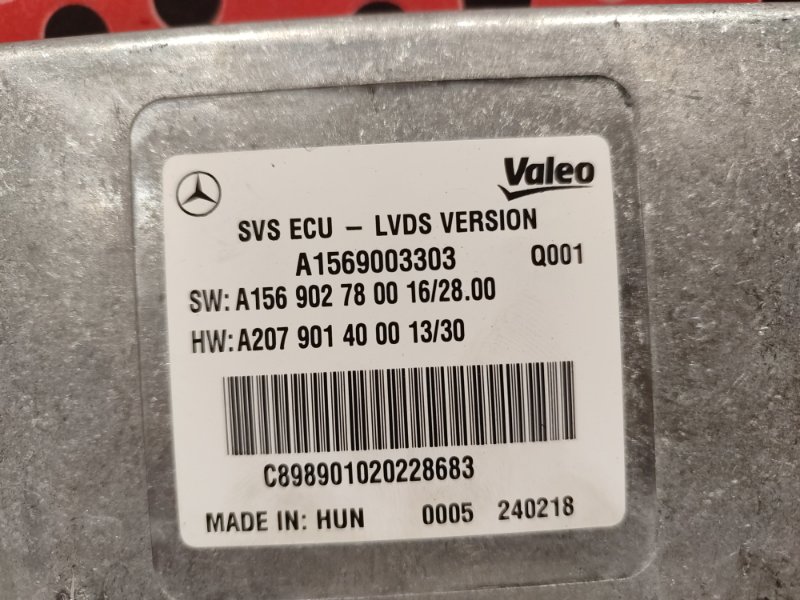 Valeo
SVS ECU – LVDS VERSION
A1569003303 Q001
SW: A156 902 78 00 16/28.00
HW: A207 901 40 00 13/30
C898901020228683
MADE IN: HUN 0005 240218